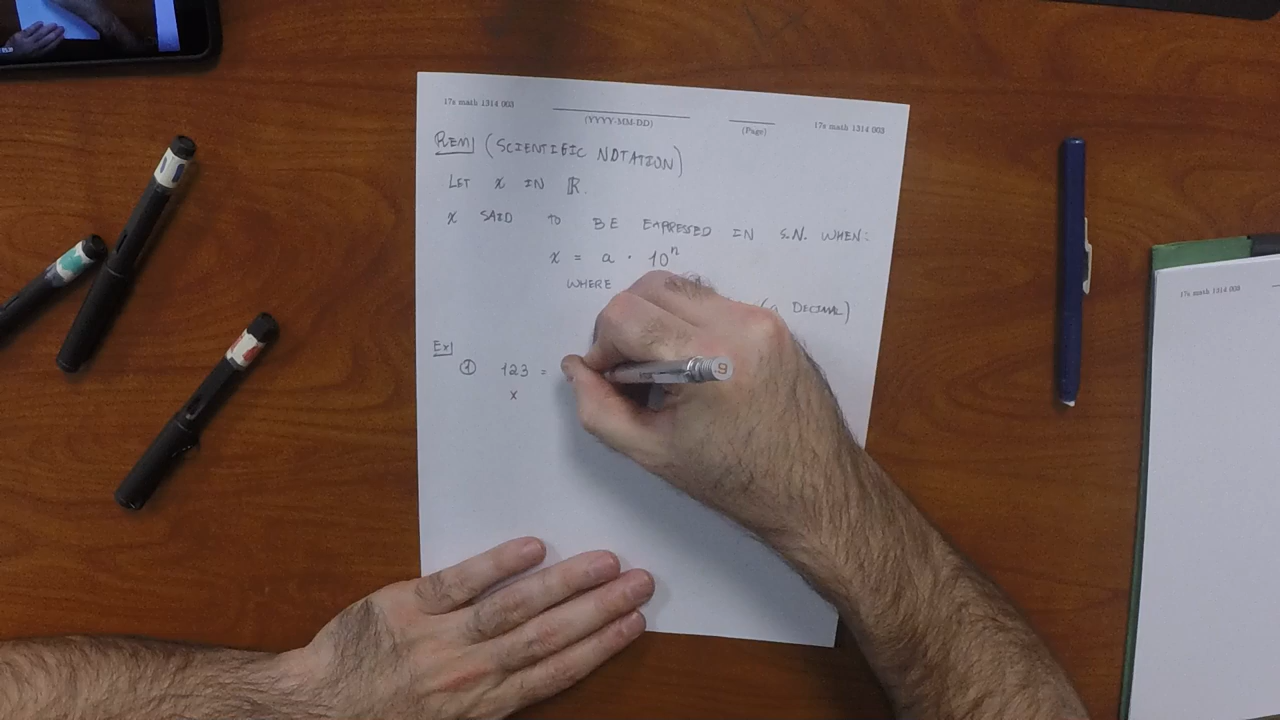 17s math 1314 003
(YYYY-MM-DD)
(Page)
17s math 1314 003
REM (SCIENTIFIC NOTATION)
LET x IN ℝ.
x SAID TO BE EXPRESSED IN S.N. WHEN:
x = a · 10ⁿ
WHERE
DECIMAL)
Ex
① 123 =
x
.9
17s math 1314 003